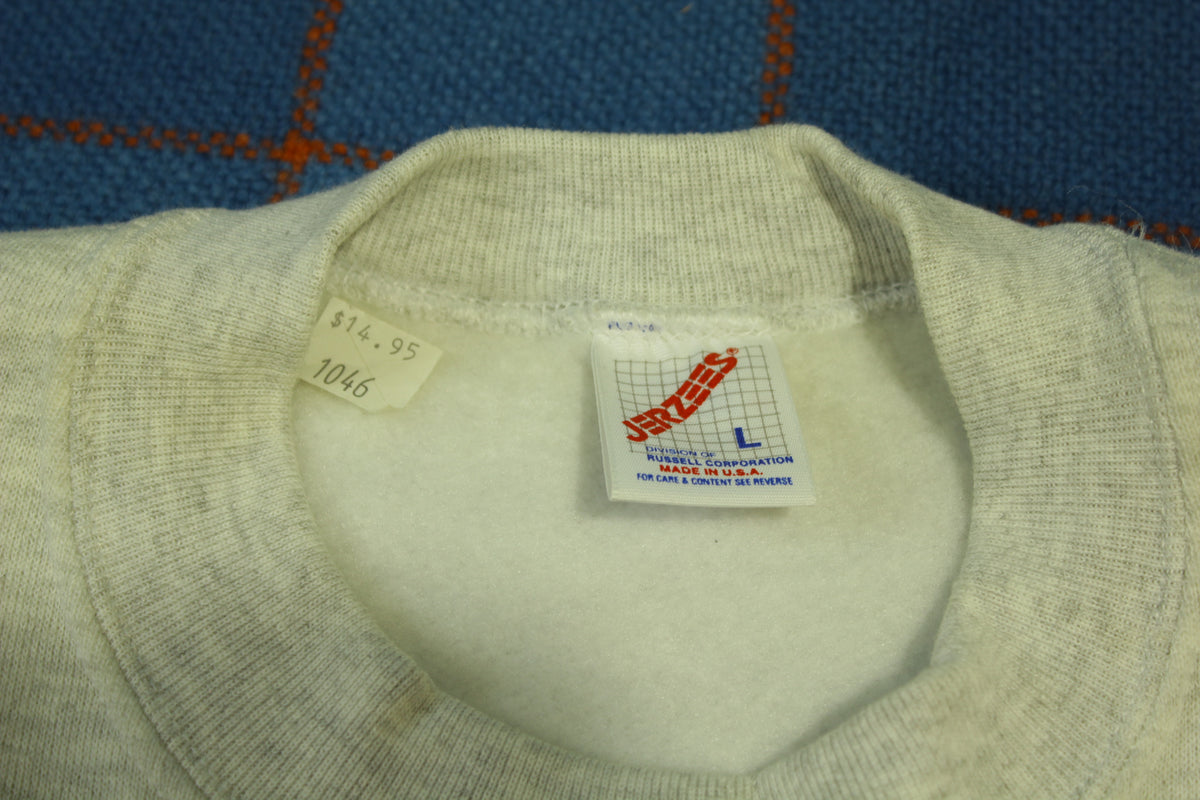 $14.95
1046
JERZEES®
L
DIVISION OF
RUSSELL CORPORATION
MADE IN U.S.A.
FOR CARE & CONTENT SEE REVERSE